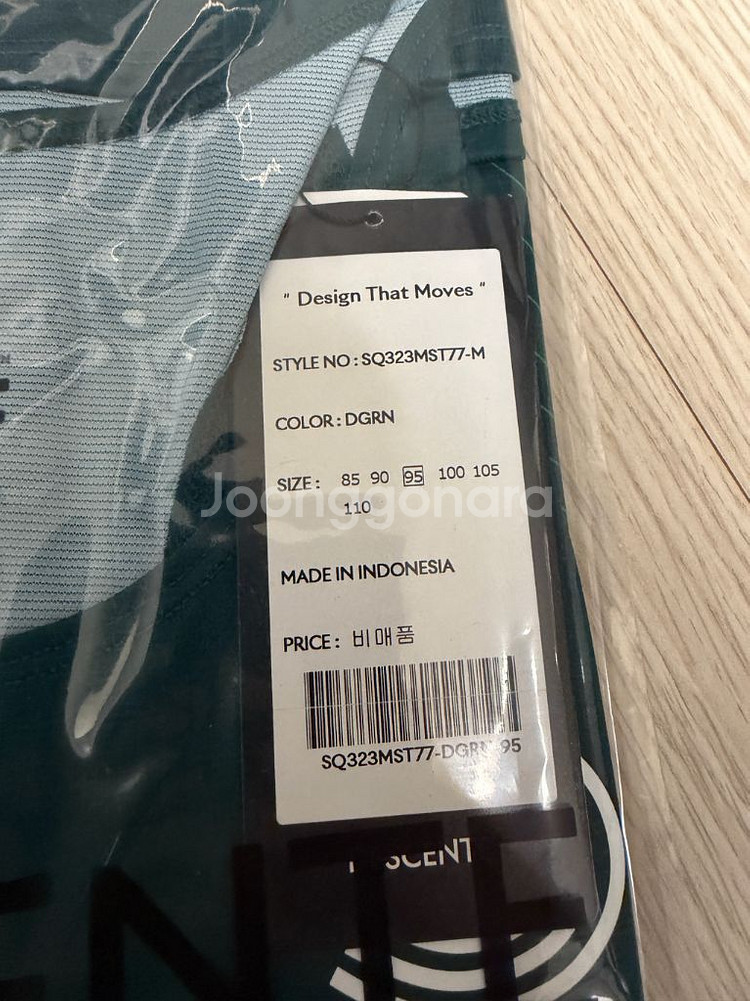 " Design That Moves "
STYLE NO : SQ323MST77-M
COLOR : DGRN
SIZE : 85 90 95 100 105
110
Joonggonara
MADE IN INDONESIA
PRICE : 비매품
SQ323MST77-DGRN 95